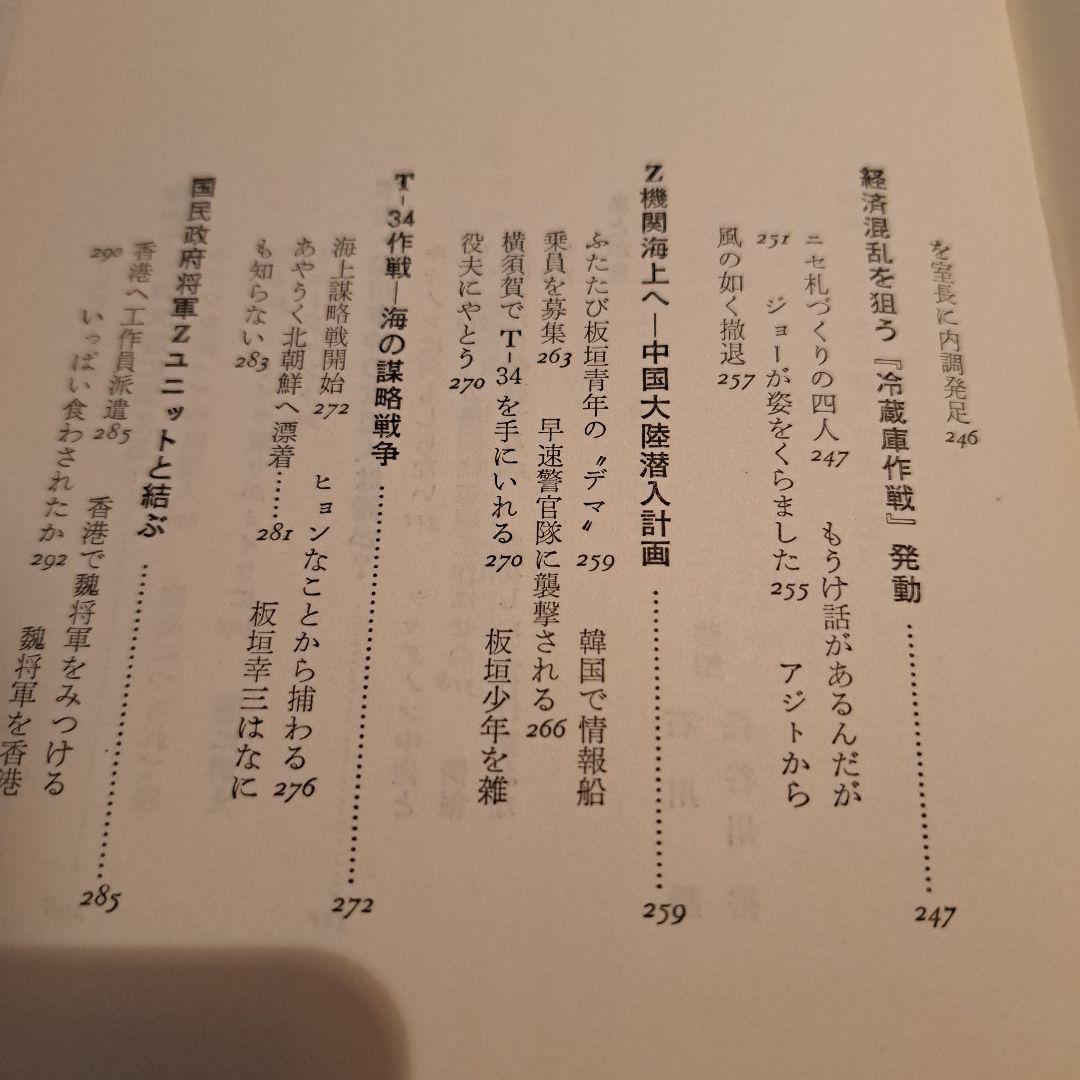 を室長に内調発足 246
経済混乱を狙う『冷蔵庫作戦』発動 …… 247
ニセ札づくりの四人 247 もうけ話があるんだが
251 ジョーが姿をくらました 255 アジトから
風の如く撤退 257
Z機関海上へ―中国大陸潜入計画 …… 259
ふたたび板垣青年の〝デマ〟 259 韓国で情報船
乗員を募集 263 早速警官隊に襲撃される 266
横須賀でT-34を手にいれる 270 板垣少年を雑
役夫にやとう 270
T-34作戦―海の謀略戦争 …… 272
海上謀略戦開始 272 ヒョンなことから捕わる 276
あやうく北朝鮮へ漂着…… 281 板垣幸三はなに
も知らない 283
国民政府将軍Zユニットと結ぶ …… 285
香港へ工作員派遣 285 香港で魏将軍をみつける
290 いっぱい食わされたか 292 魏将軍を香港